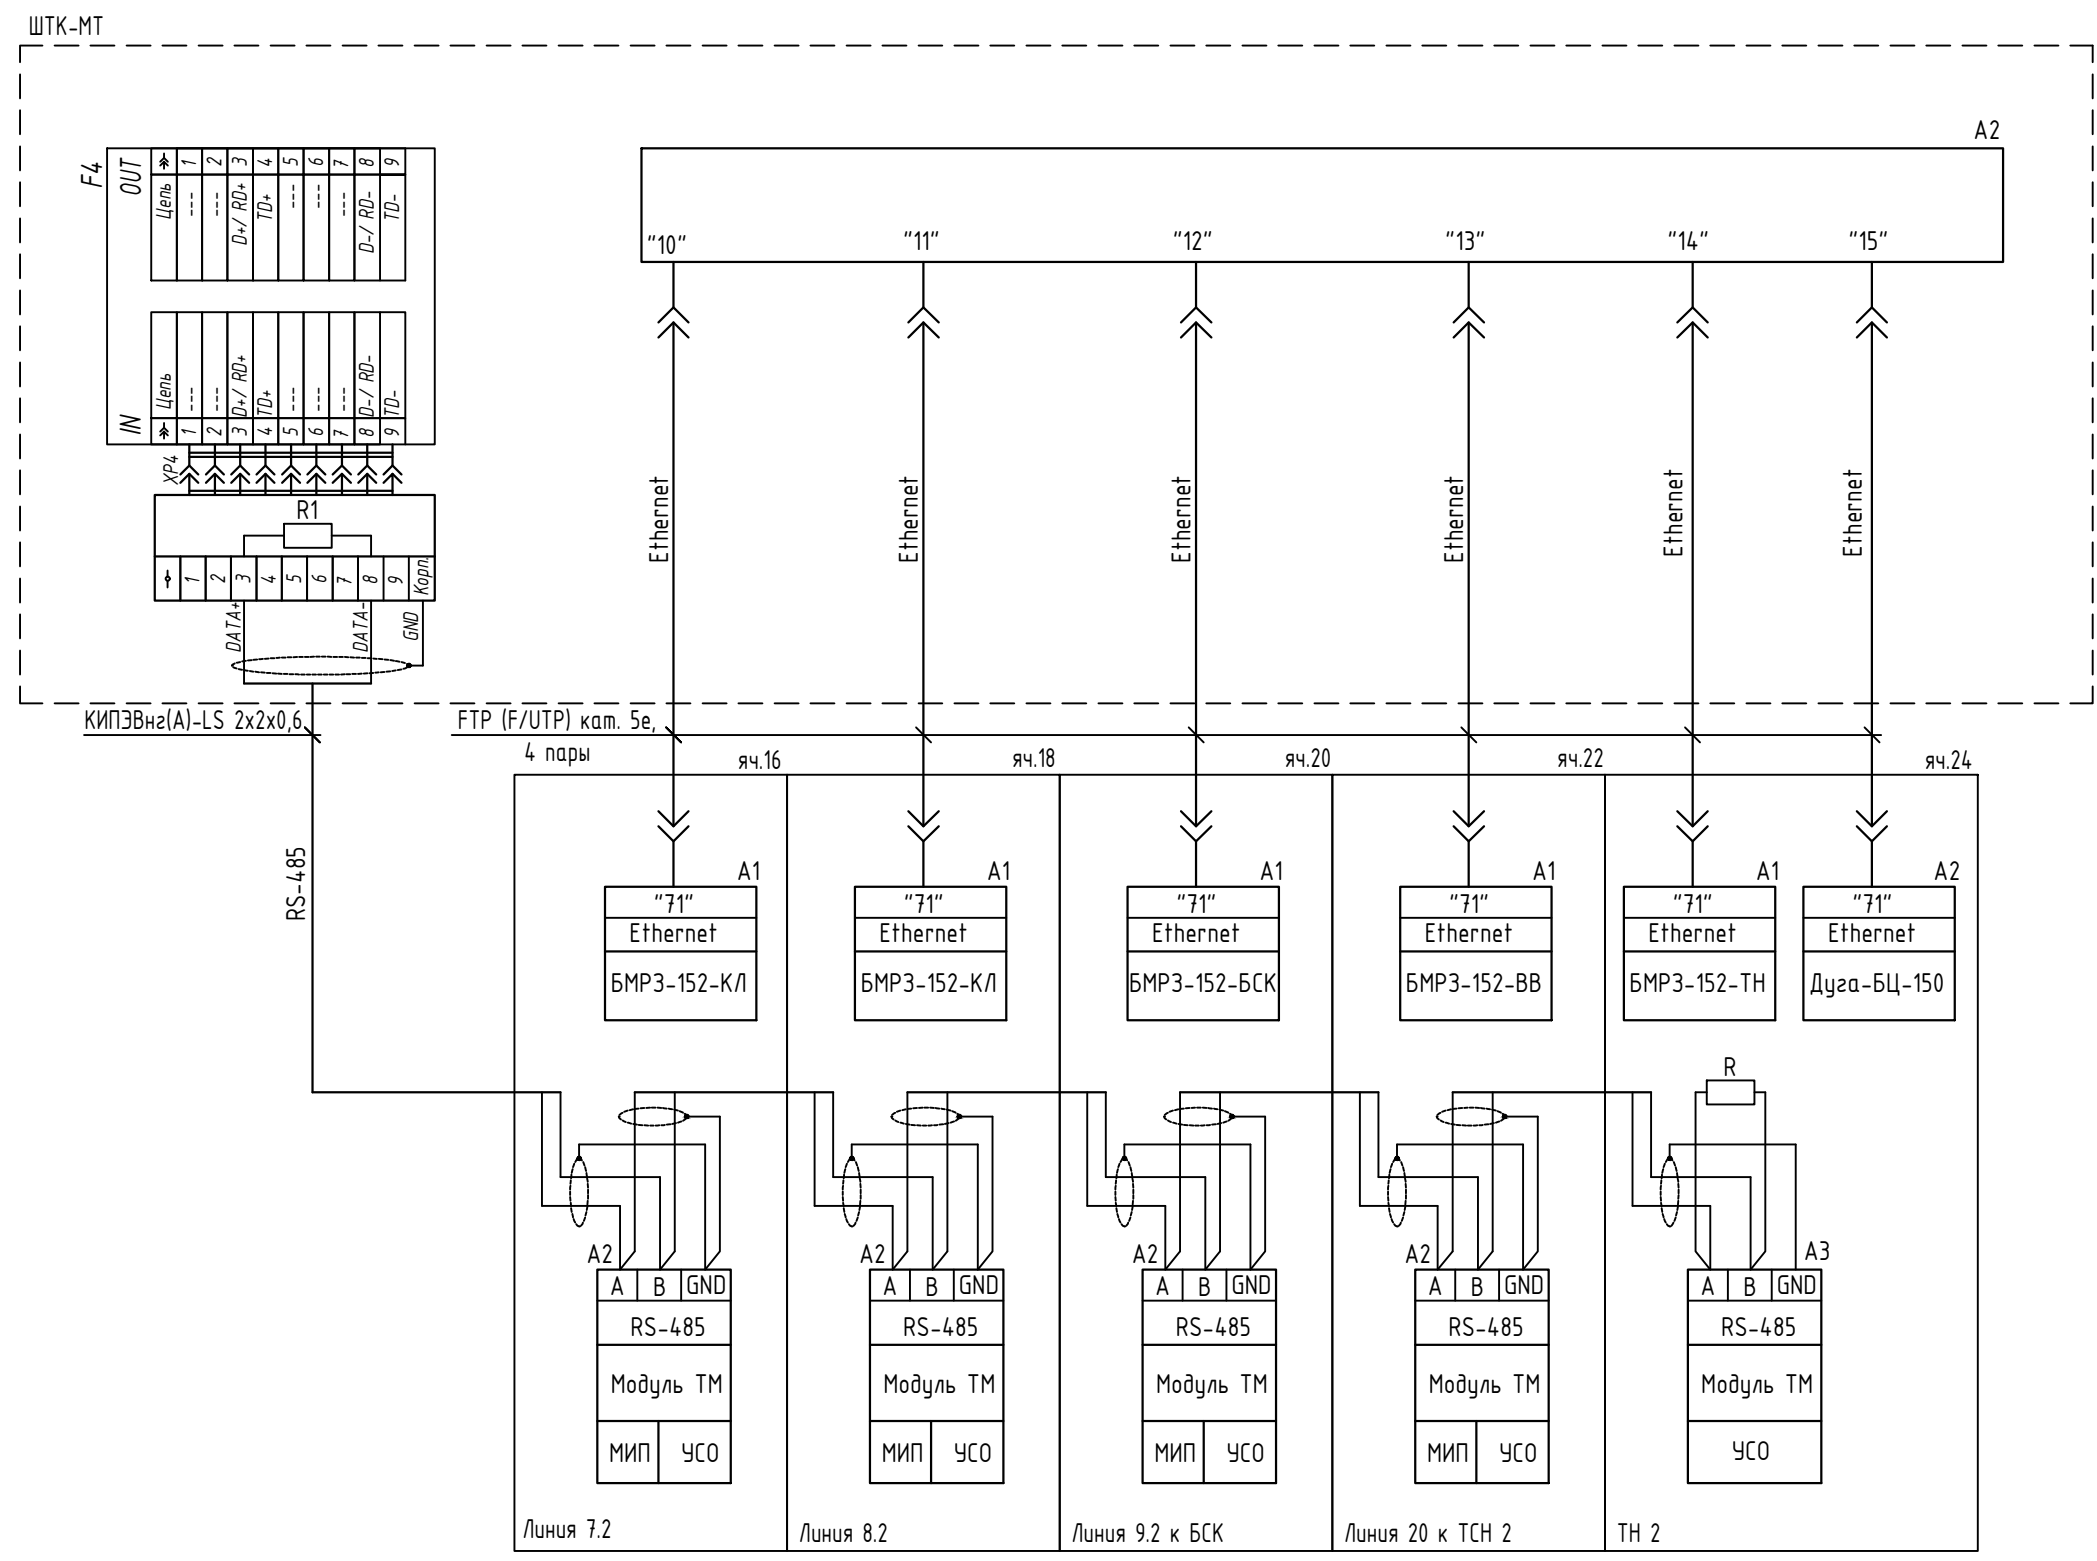 ШТК-МТ
A2
F4
OUT
Цепь 1 2 3 4 5 6 7 8 9
---- ---- D+/ RD+ TD+ ---- ---- ---- D-/ RD- TD-
"10" "11" "12" "13" "14" "15"
IN
Цепь ---- ---- D+/ RD+ TD+ ---- ---- ---- D-/ RD- TD-
1 2 3 4 5 6 7 8 9
XP4
R1
1 2 3 4 5 6 7 8 9 Корп.
DATA+ DATA- GND
Ethernet Ethernet Ethernet Ethernet Ethernet Ethernet
КИПЭВнг(А)-LS 2х2х0,6
FTP (F/UTP) кат. 5е,
4 пары
яч.16 яч.18 яч.20 яч.22 яч.24
RS-485
A1 A1 A1 A1 A1 A2
"71" "71" "71" "71" "71" "71"
Ethernet Ethernet Ethernet Ethernet Ethernet Ethernet
БМРЗ-152-КЛ БМРЗ-152-КЛ БМРЗ-152-БСК БМРЗ-152-ВВ БМРЗ-152-ТН Дуга-БЦ-150
R
A2 A2 A2 A2 A3
A B GND A B GND A B GND A B GND A B GND
RS-485 RS-485 RS-485 RS-485 RS-485
Модуль ТМ Модуль ТМ Модуль ТМ Модуль ТМ Модуль ТМ
МИП УСО МИП УСО МИП УСО МИП УСО УСО
Линия 7.2 Линия 8.2 Линия 9.2 к БСК Линия 20 к ТСН 2 ТН 2